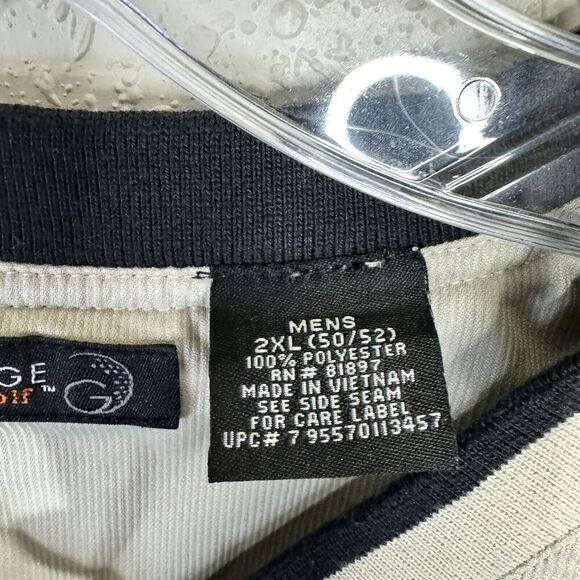 MENS
2XL (50/52)
100% POLYESTER
RN# 81897
MADE IN VIETNAM
SEE SIDE SEAM
FOR CARE LABEL
UPC# 7 95570113457
GE
lf™